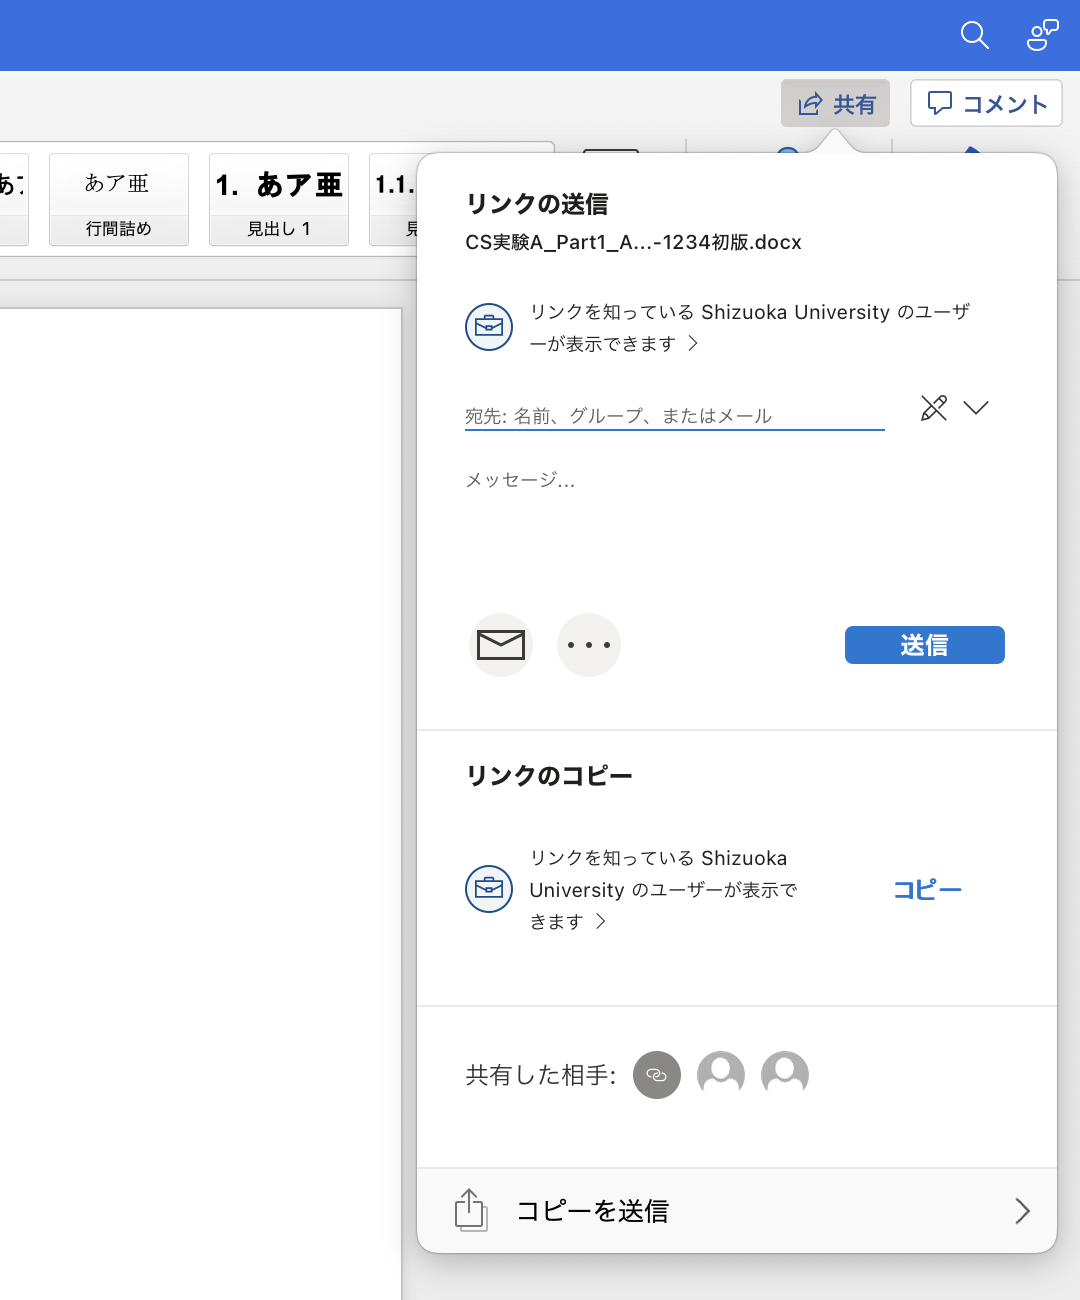 共有
コメント
あア亜
1. あア亜
1.1.
行間詰め
見出し 1
リンクの送信
CS実験A_Part1_A...-1234初版.docx
リンクを知っている Shizuoka University のユーザ
ーが表示できます
宛先: 名前、グループ、またはメール
メッセージ...
送信
リンクのコピー
リンクを知っている Shizuoka
University のユーザーが表示で
きます
コピー
共有した相手:
コピーを送信